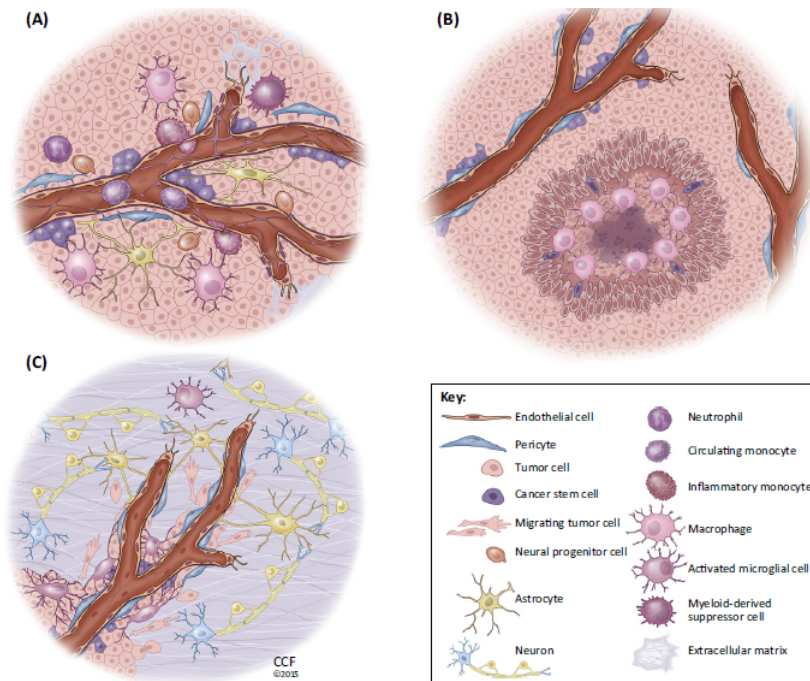 (A)
(B)
(C)
CCF
©2015
Key:
Endothelial cell
Pericyte
Tumor cell
Cancer stem cell
Migrating tumor cell
Neural progenitor cell
Astrocyte
Neuron
Neutrophil
Circulating monocyte
Inflammatory monocyte
Macrophage
Activated microglial cell
Myeloid-derived
suppressor cell
Extracellular matrix